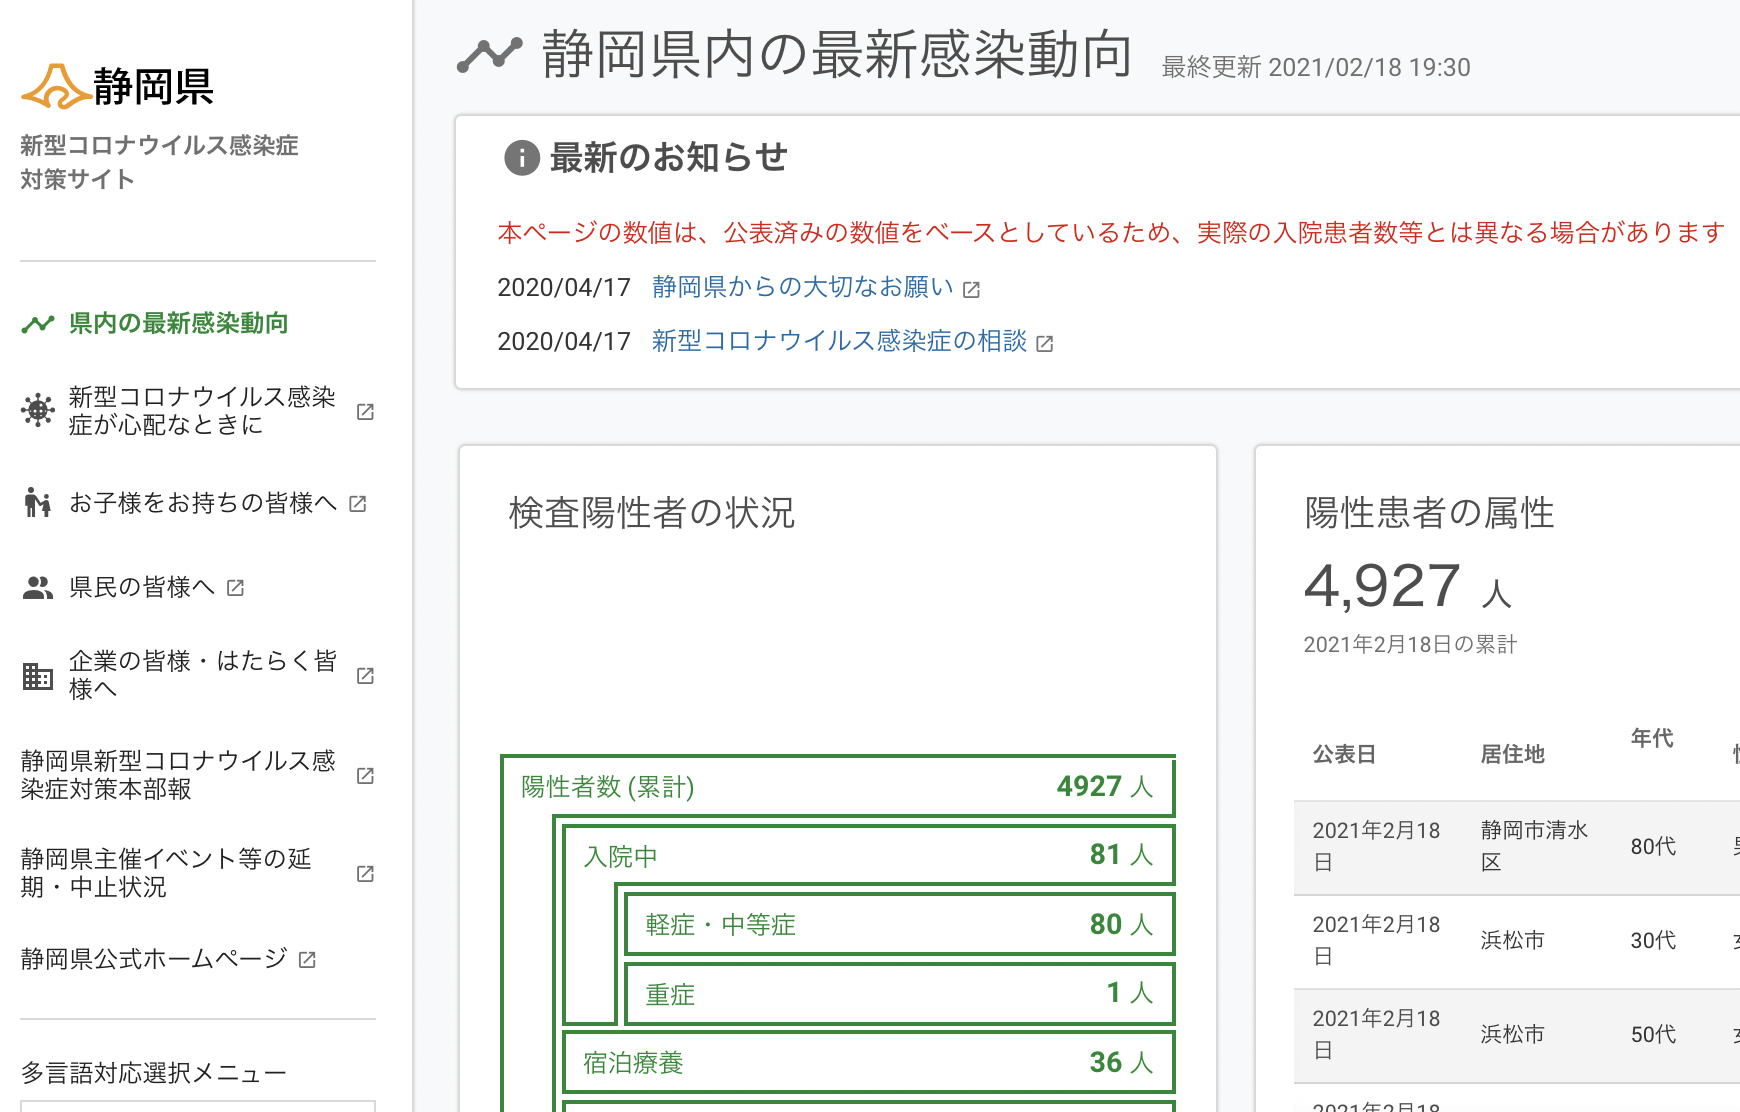 静岡県
新型コロナウイルス感染症
対策サイト
県内の最新感染動向
新型コロナウイルス感染
症が心配なときに
お子様をお持ちの皆様へ
県民の皆様へ
企業の皆様・はたらく皆
様へ
静岡県新型コロナウイルス感
染症対策本部報
静岡県主催イベント等の延
期・中止状況
静岡県公式ホームページ
多言語対応選択メニュー
静岡県内の最新感染動向 最終更新 2021/02/18 19:30
最新のお知らせ
本ページの数値は、公表済みの数値をベースとしているため、実際の入院患者数等とは異なる場合があります
2020/04/17 静岡県からの大切なお願い
2020/04/17 新型コロナウイルス感染症の相談
検査陽性者の状況
陽性者数 (累計) 4927 人
入院中 81 人
軽症・中等症 80 人
重症 1 人
宿泊療養 36 人
陽性患者の属性
4,927 人
2021年2月18日の累計
公表日 居住地 年代
2021年2月18
日
静岡市清水
区
80代
2021年2月18
日
浜松市
30代
2021年2月18
日
浜松市
50代
2021年2月18